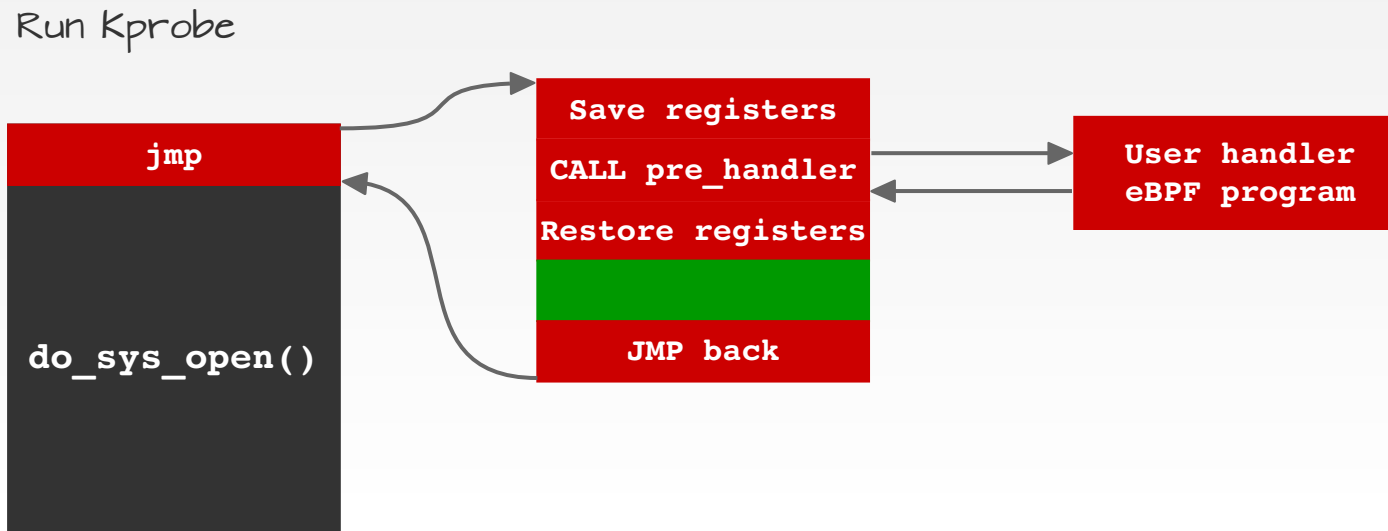 Run Kprobe
jmp
do_sys_open()
Save registers
CALL pre_handler
Restore registers
JMP back
User handler
eBPF program